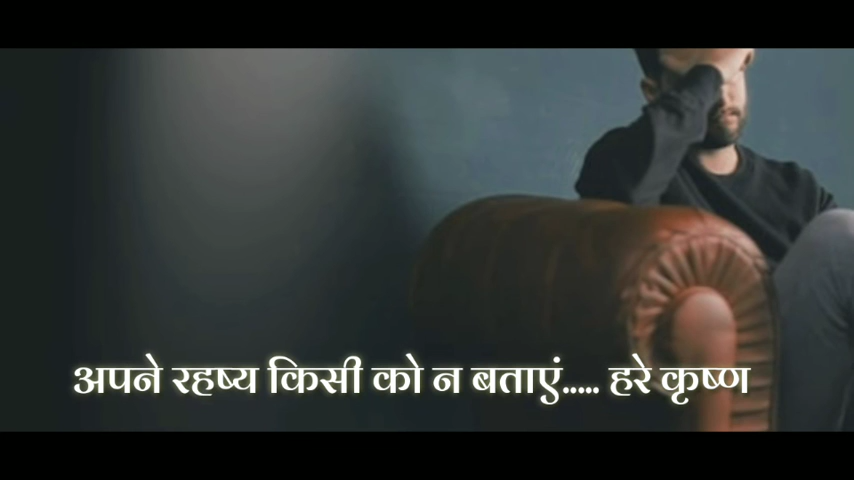 अपने रहष्य किसी को न बताएं..... हरे कृष्ण